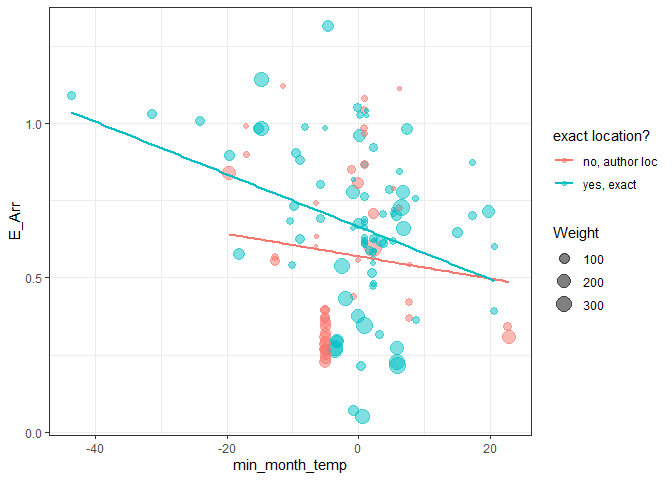 1.0
0.5
0.0
E_Arr
-40
-20
0
20
min_month_temp
exact location?
no, author loc
yes, exact
Weight
100
200
300